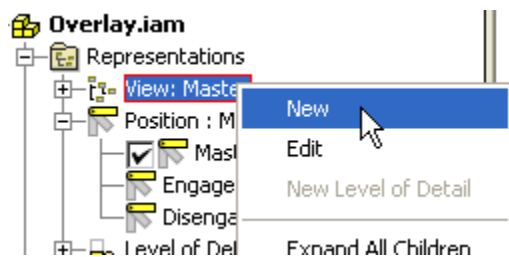 Overlay.iam
Representations
View: Maste
Position : M
New
Mast
Edit
Engage
New Level of Detail
Disenga
Level of Det
Expand All Children